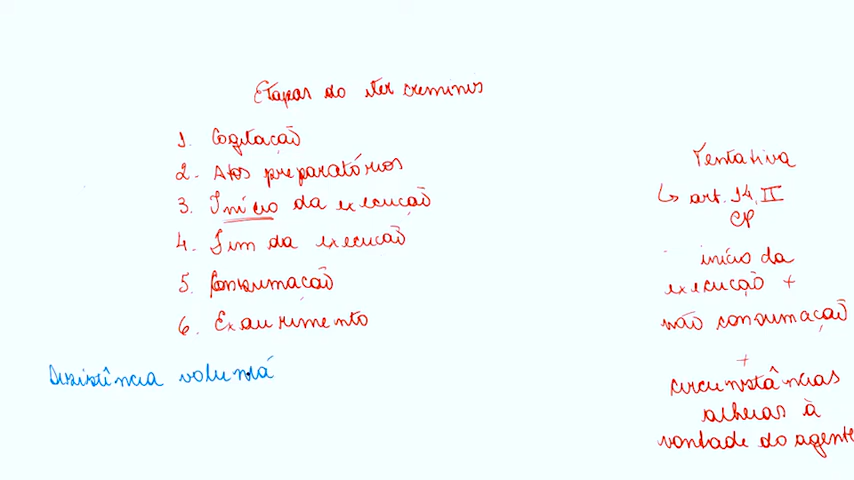 Etapas do iter criminis
1. Cogitação
2. Atos preparatórios
3. Início da execução
4. Fim da execução
5. Consumação
6. Exaurimento
Desistência voluntá
Tentativa
↳ art. 14, II
CP
início da
execução +
não consumação
+
circunstâncias
alheias à
vontade do agente